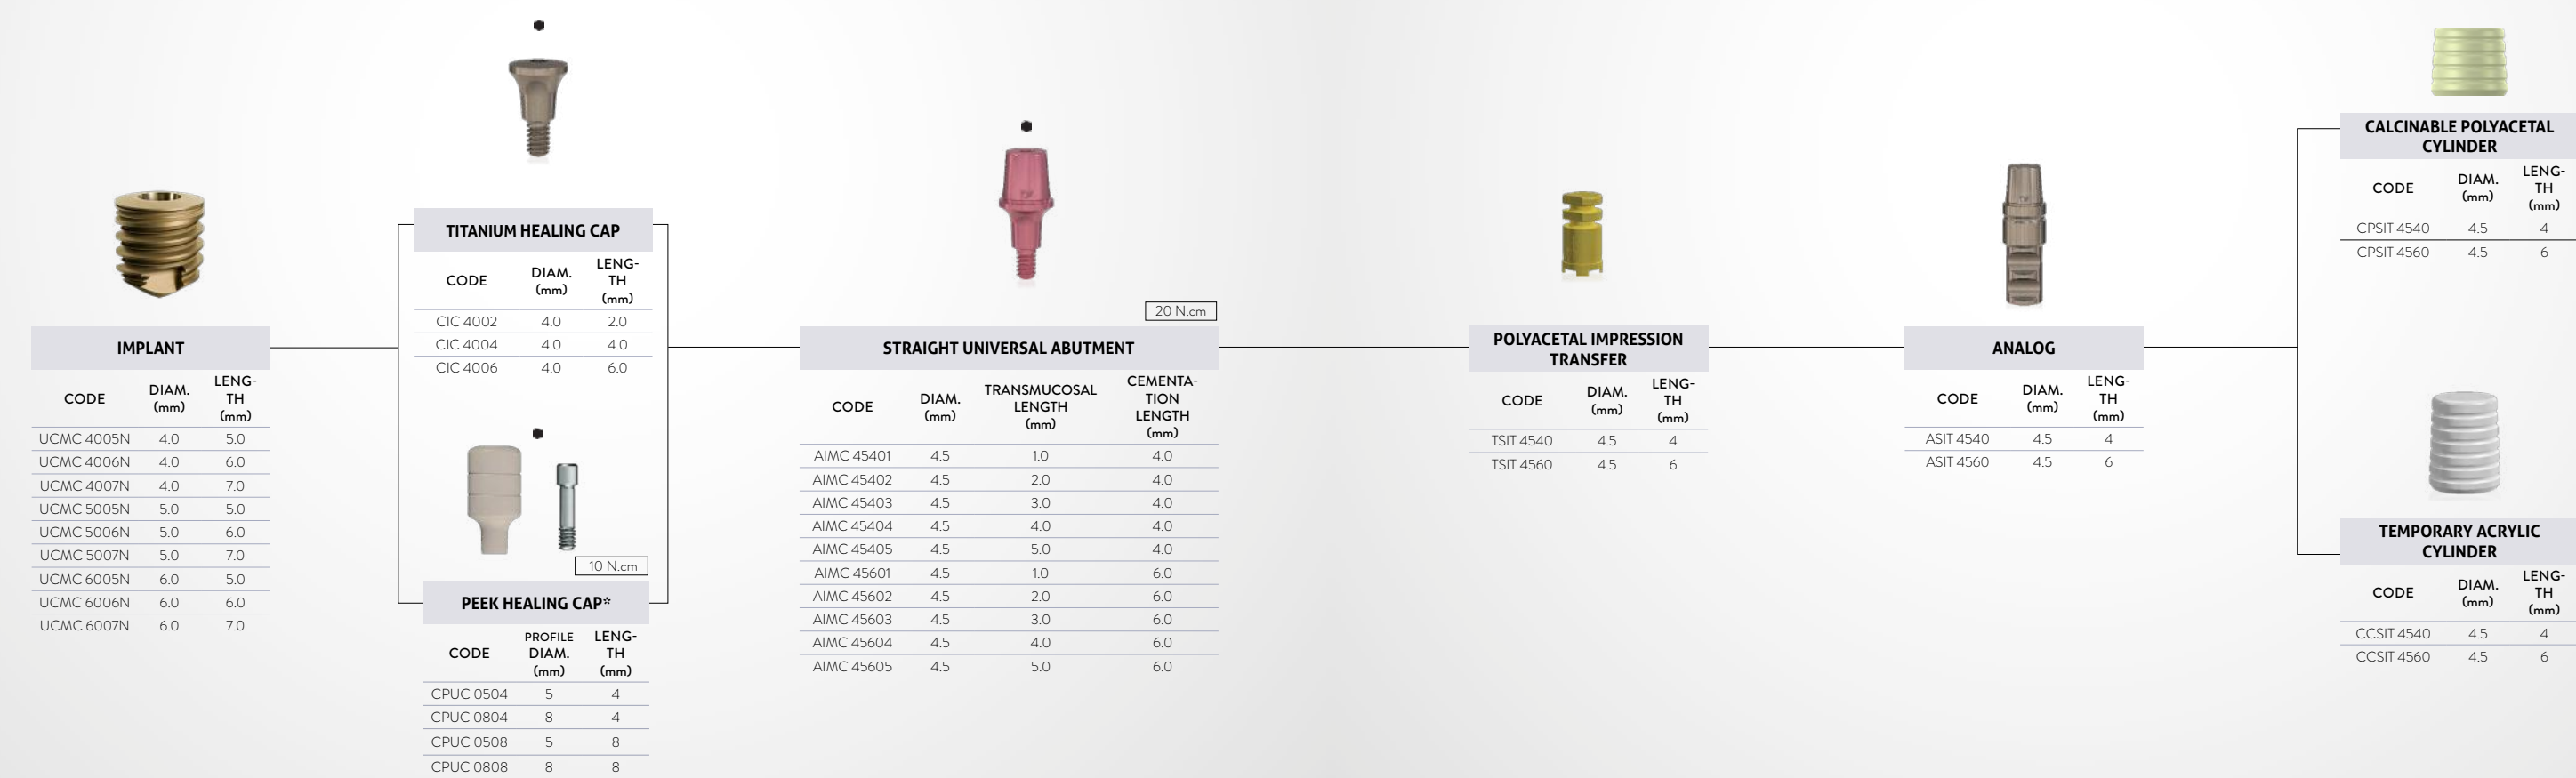 IMPLANT
CODE DIAM. (mm) LENG-
TH
(mm)
UCMC 4005N 4.0 5.0
UCMC 4006N 4.0 6.0
UCMC 4007N 4.0 7.0
UCMC 5005N 5.0 5.0
UCMC 5006N 5.0 6.0
UCMC 5007N 5.0 7.0
UCMC 6005N 6.0 5.0
UCMC 6006N 6.0 6.0
UCMC 6007N 6.0 7.0
TITANIUM HEALING CAP
CODE DIAM. (mm) LENG-
TH
(mm)
CIC 4002 4.0 2.0
CIC 4004 4.0 4.0
CIC 4006 4.0 6.0
10 N.cm
PEEK HEALING CAP*
CODE PROFILE DIAM. (mm) LENG-
TH
(mm)
CPUC 0504 5 4
CPUC 0804 8 4
CPUC 0508 5 8
CPUC 0808 8 8
20 N.cm
STRAIGHT UNIVERSAL ABUTMENT
CODE DIAM. (mm) TRANSMUCOSAL LENGTH (mm) CEMENTA-
TION
LENGTH
(mm)
AIMC 45401 4.5 1.0 4.0
AIMC 45402 4.5 2.0 4.0
AIMC 45403 4.5 3.0 4.0
AIMC 45404 4.5 4.0 4.0
AIMC 45405 4.5 5.0 4.0
AIMC 45601 4.5 1.0 6.0
AIMC 45602 4.5 2.0 6.0
AIMC 45603 4.5 3.0 6.0
AIMC 45604 4.5 4.0 6.0
AIMC 45605 4.5 5.0 6.0
POLYACETAL IMPRESSION
TRANSFER
CODE DIAM. (mm) LENG-
TH
(mm)
TSIT 4540 4.5 4
TSIT 4560 4.5 6
ANALOG
CODE DIAM. (mm) LENG-
TH
(mm)
ASIT 4540 4.5 4
ASIT 4560 4.5 6
CALCINABLE POLYACETAL
CYLINDER
CODE DIAM. (mm) LENG-
TH
(mm)
CPSIT 4540 4.5 4
CPSIT 4560 4.5 6
TEMPORARY ACRYLIC
CYLINDER
CODE DIAM. (mm) LENG-
TH
(mm)
CCSIT 4540 4.5 4
CCSIT 4560 4.5 6